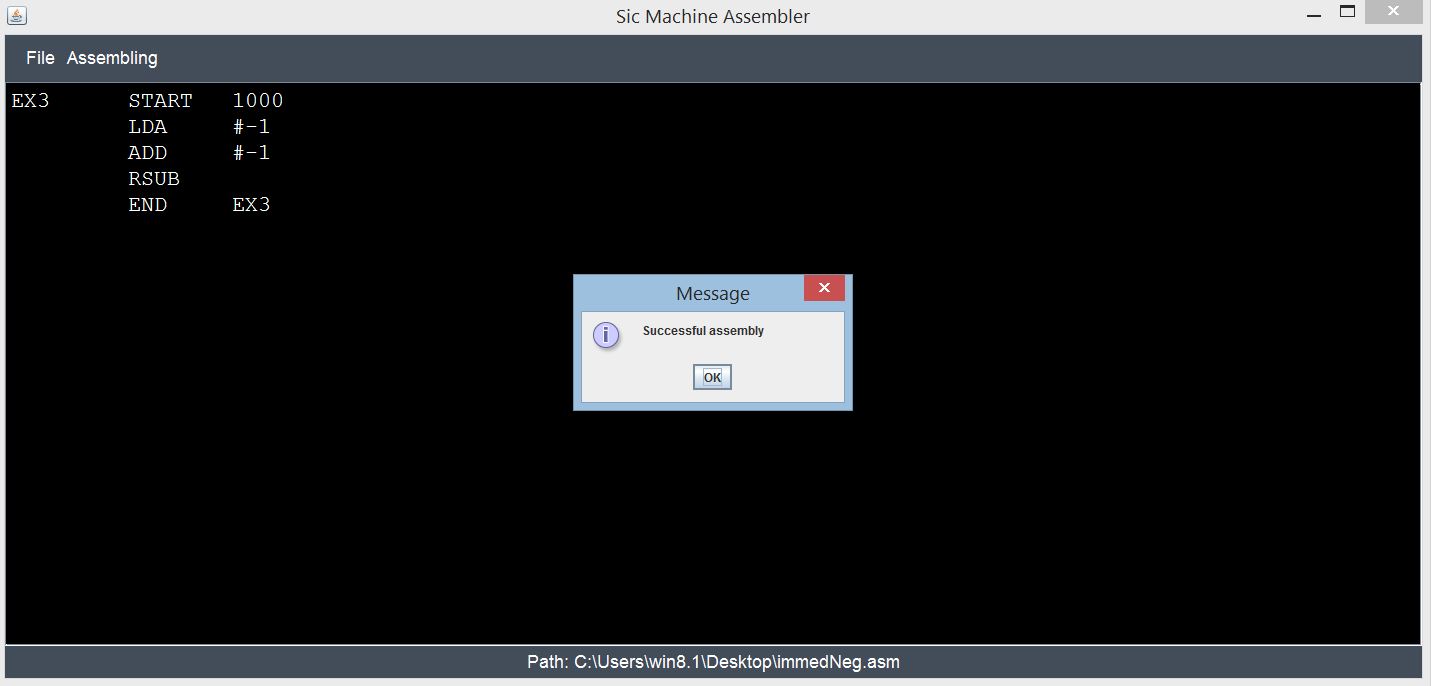 Sic Machine Assembler
File Assembling
EX3 START 1000
LDA #-1
ADD #-1
RSUB
END EX3
Message
Successful assembly
OK
Path: C:\Users\win8.1\Desktop\immedNeg.asm